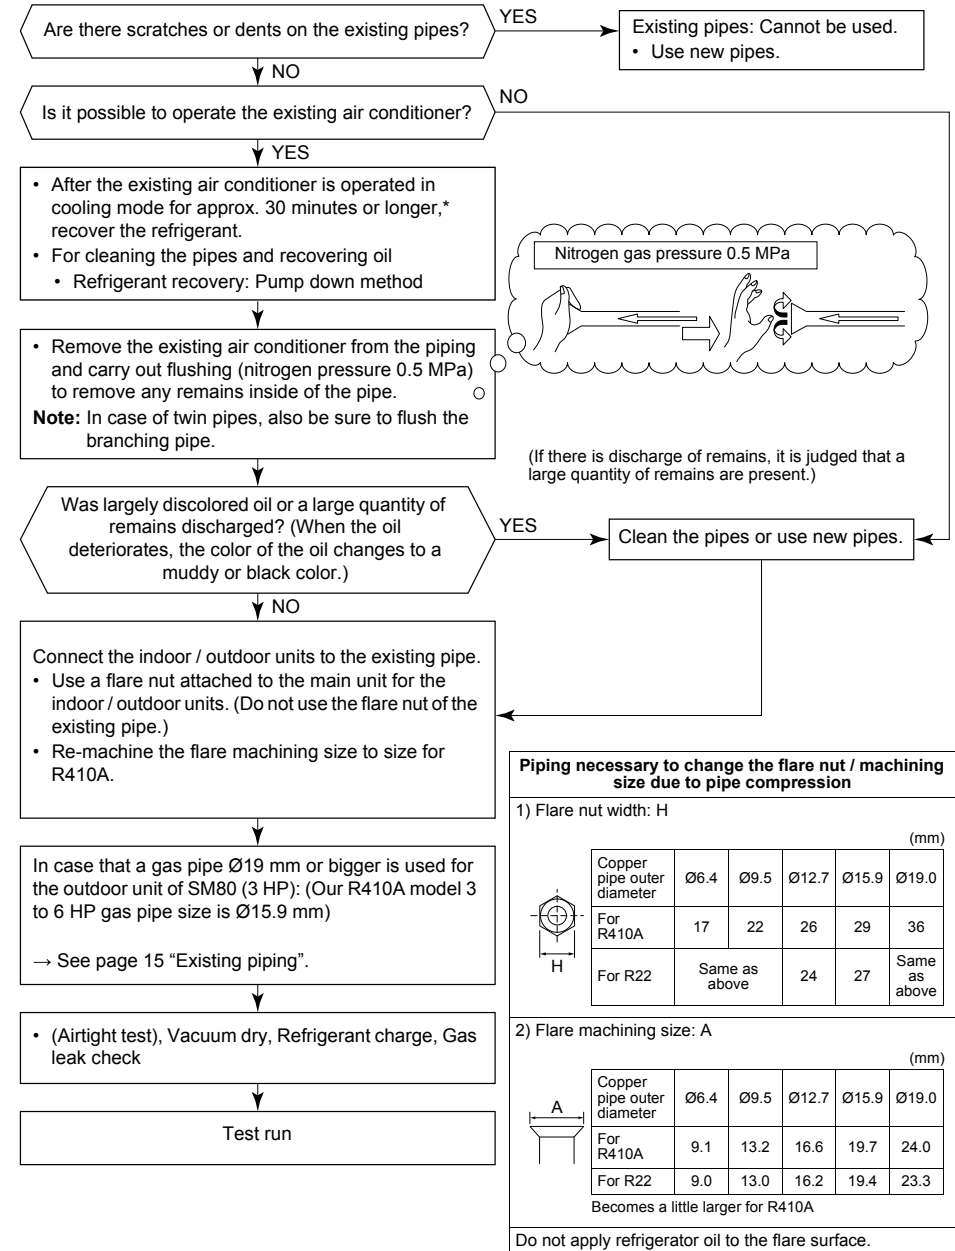 Are there scratches or dents on the existing pipes?
YES
Existing pipes: Cannot be used.
• Use new pipes.
NO
Is it possible to operate the existing air conditioner?
NO
YES
• After the existing air conditioner is operated in
cooling mode for approx. 30 minutes or longer,*
recover the refrigerant.
• For cleaning the pipes and recovering oil
• Refrigerant recovery: Pump down method
Nitrogen gas pressure 0.5 MPa
• Remove the existing air conditioner from the piping
and carry out flushing (nitrogen pressure 0.5 MPa)
to remove any remains inside of the pipe.
Note: In case of twin pipes, also be sure to flush the
branching pipe.
(If there is discharge of remains, it is judged that a
large quantity of remains are present.)
Was largely discolored oil or a large quantity of
remains discharged? (When the oil
deteriorates, the color of the oil changes to a
muddy or black color.)
YES
Clean the pipes or use new pipes.
NO
Connect the indoor / outdoor units to the existing pipe.
• Use a flare nut attached to the main unit for the
indoor / outdoor units. (Do not use the flare nut of the
existing pipe.)
• Re-machine the flare machining size to size for
R410A.
In case that a gas pipe Ø19 mm or bigger is used for
the outdoor unit of SM80 (3 HP): (Our R410A model 3
to 6 HP gas pipe size is Ø15.9 mm)
→ See page 15 “Existing piping”.
• (Airtight test), Vacuum dry, Refrigerant charge, Gas
leak check
Test run
Piping necessary to change the flare nut / machining
size due to pipe compression
1) Flare nut width: H
(mm)
H
Copper
pipe outer
diameter
Ø6.4 Ø9.5 Ø12.7 Ø15.9 Ø19.0
For
R410A
17 22 26 29 36
For R22
Same as
above
24 27
Same
as
above
2) Flare machining size: A
(mm)
A
Copper
pipe outer
diameter
Ø6.4 Ø9.5 Ø12.7 Ø15.9 Ø19.0
For
R410A
9.1 13.2 16.6 19.7 24.0
For R22 9.0 13.0 16.2 19.4 23.3
Becomes a little larger for R410A
Do not apply refrigerator oil to the flare surface.